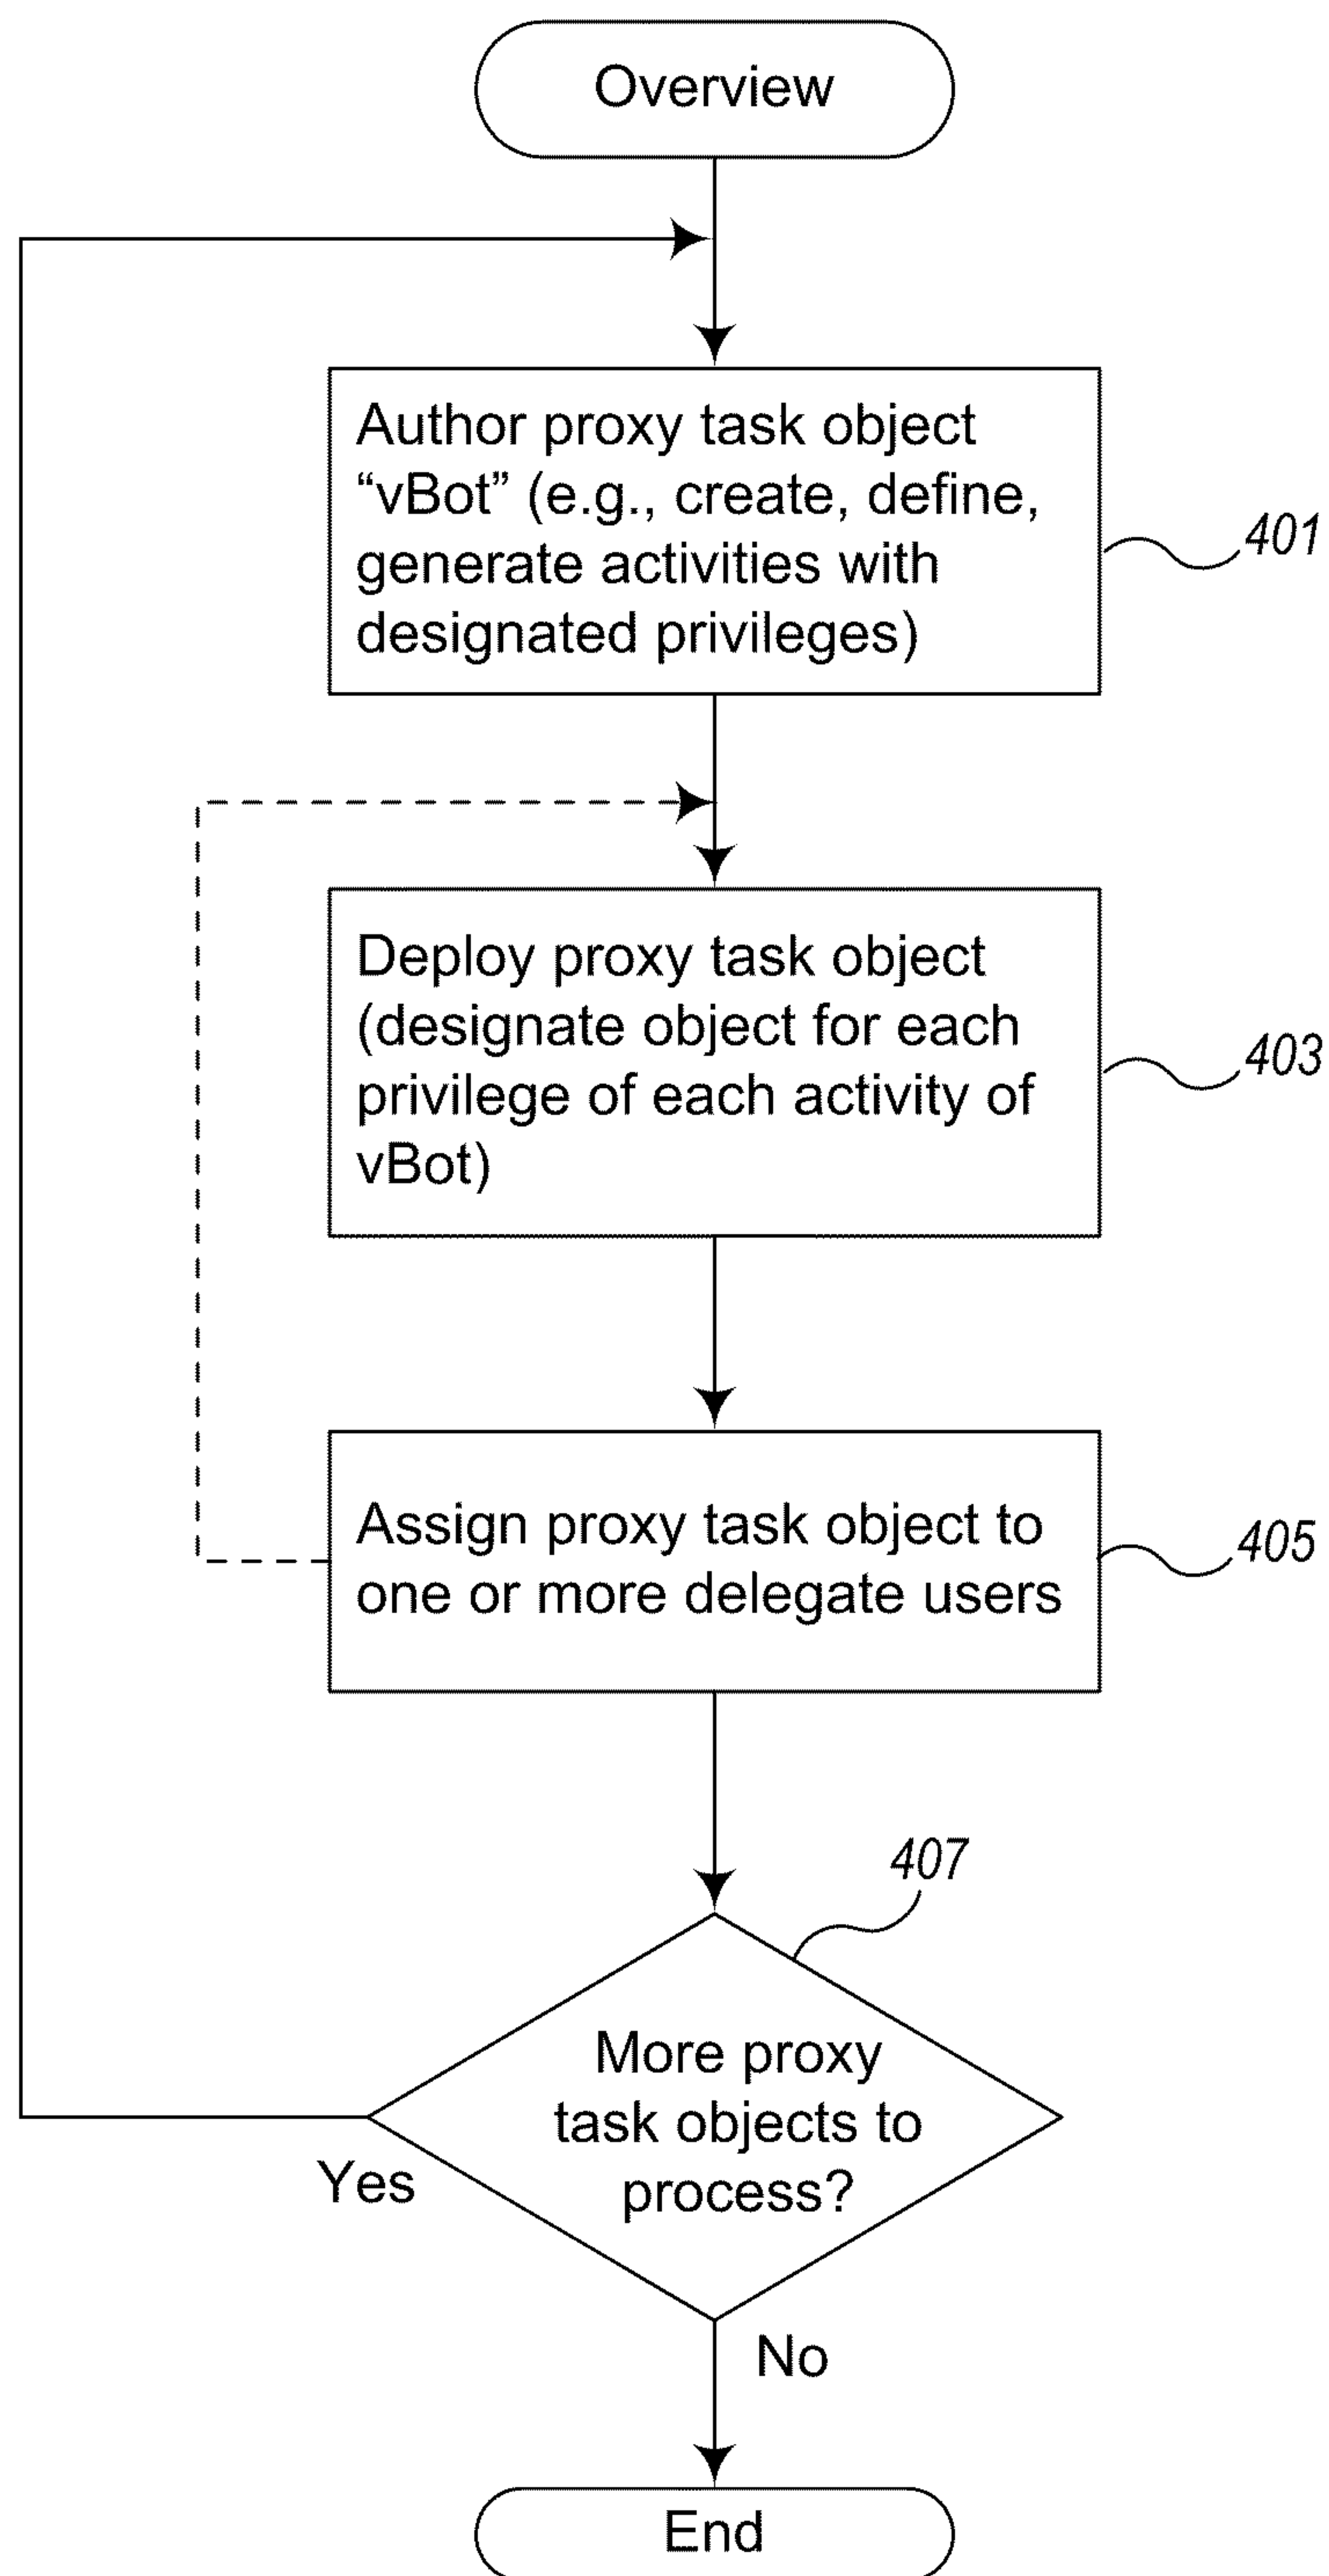 Overview
Author proxy task object
“vBot” (e.g., create, define,
generate activities with
designated privileges)
401
Deploy proxy task object
(designate object for each
privilege of each activity of
vBot)
403
Assign proxy task object to
one or more delegate users
405
407
More proxy
task objects to
process?
Yes
No
End